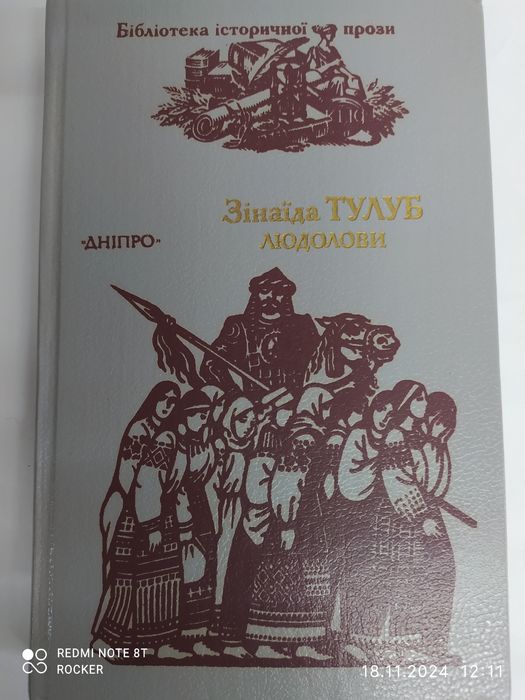 Бібліотека історичної прози
Зінаїда ТУЛУБ
"ДНІПРО" ЛЮДОЛОВИ
REDMI NOTE 8T
ROCKER
18.11.2024 12:11